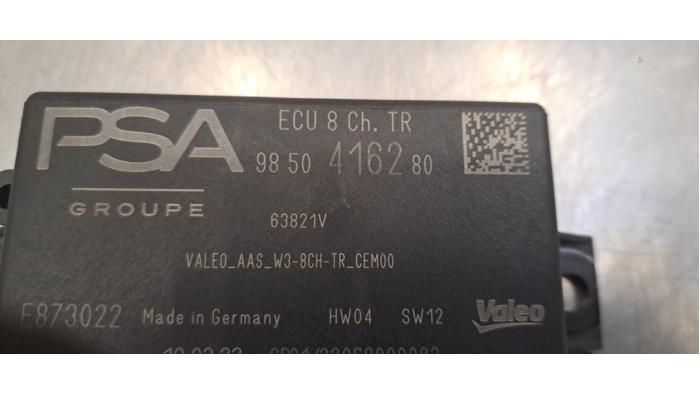 PSA
GROUPE
ECU 8 Ch. TR
98 50 4162 80
63821V
VALEO_AAS_W3-8CH-TR_CEM00
E873022 Made in Germany HW04 SW12 Valeo